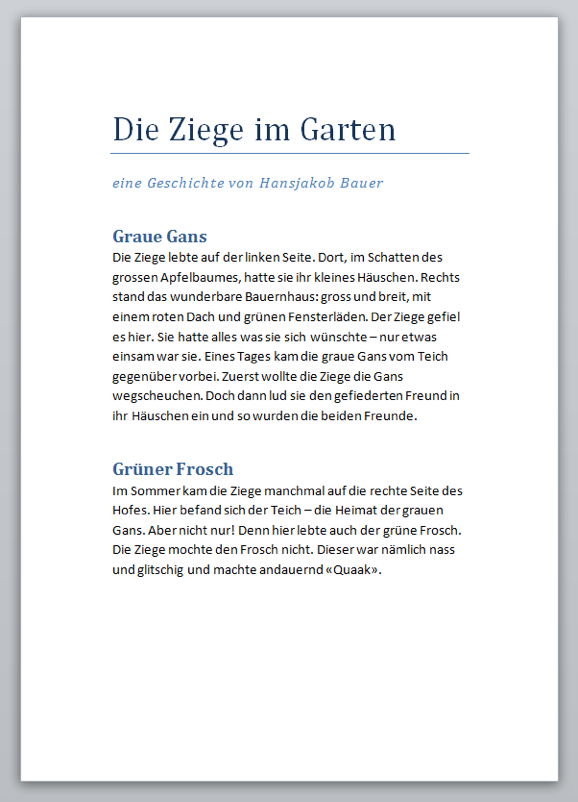 Die Ziege im Garten
eine Geschichte von Hansjakob Bauer
Graue Gans
Die Ziege lebte auf der linken Seite. Dort, im Schatten des
grossen Apfelbaumes, hatte sie ihr kleines Häuschen. Rechts
stand das wunderbare Bauernhaus: gross und breit, mit
einem roten Dach und grünen Fensterläden. Der Ziege gefiel
es hier. Sie hatte alles was sie sich wünschte – nur etwas
einsam war sie. Eines Tages kam die graue Gans vom Teich
gegenüber vorbei. Zuerst wollte die Ziege die Gans
wegscheuchen. Doch dann lud sie den gefiederten Freund in
ihr Häuschen ein und so wurden die beiden Freunde.
Grüner Frosch
Im Sommer kam die Ziege manchmal auf die rechte Seite des
Hofes. Hier befand sich der Teich – die Heimat der grauen
Gans. Aber nicht nur! Denn hier lebte auch der grüne Frosch.
Die Ziege mochte den Frosch nicht. Dieser war nämlich nass
und glitschig und machte andauernd «Quaak».